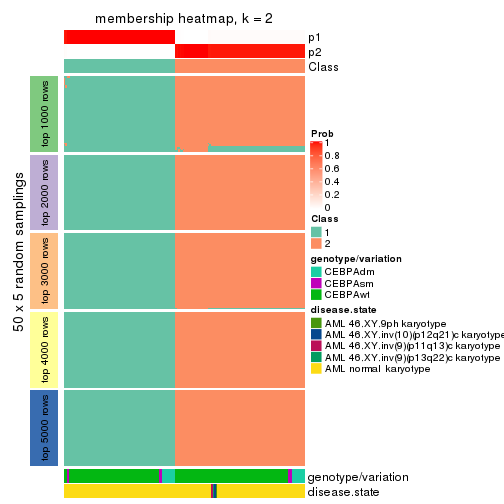 membership heatmap, k = 2
p1
p2
Class
50 x 5 random samplings
top 1000 rows
top 2000 rows
top 3000 rows
top 4000 rows
top 5000 rows
Prob
1
0.8
0.6
0.4
0.2
0
Class
1
2
genotype/variation
CEBPAdm
CEBPAsm
CEBPAwt
disease.state
AML 46.XY.9ph karyotype
AML 46.XY.inv(10)(p12q21)c karyotype
AML 46.XY.inv(9)(p11q13)c karyotype
AML 46.XY.inv(9)(p13q22)c karyotype
AML normal karyotype
genotype/variation
disease.state